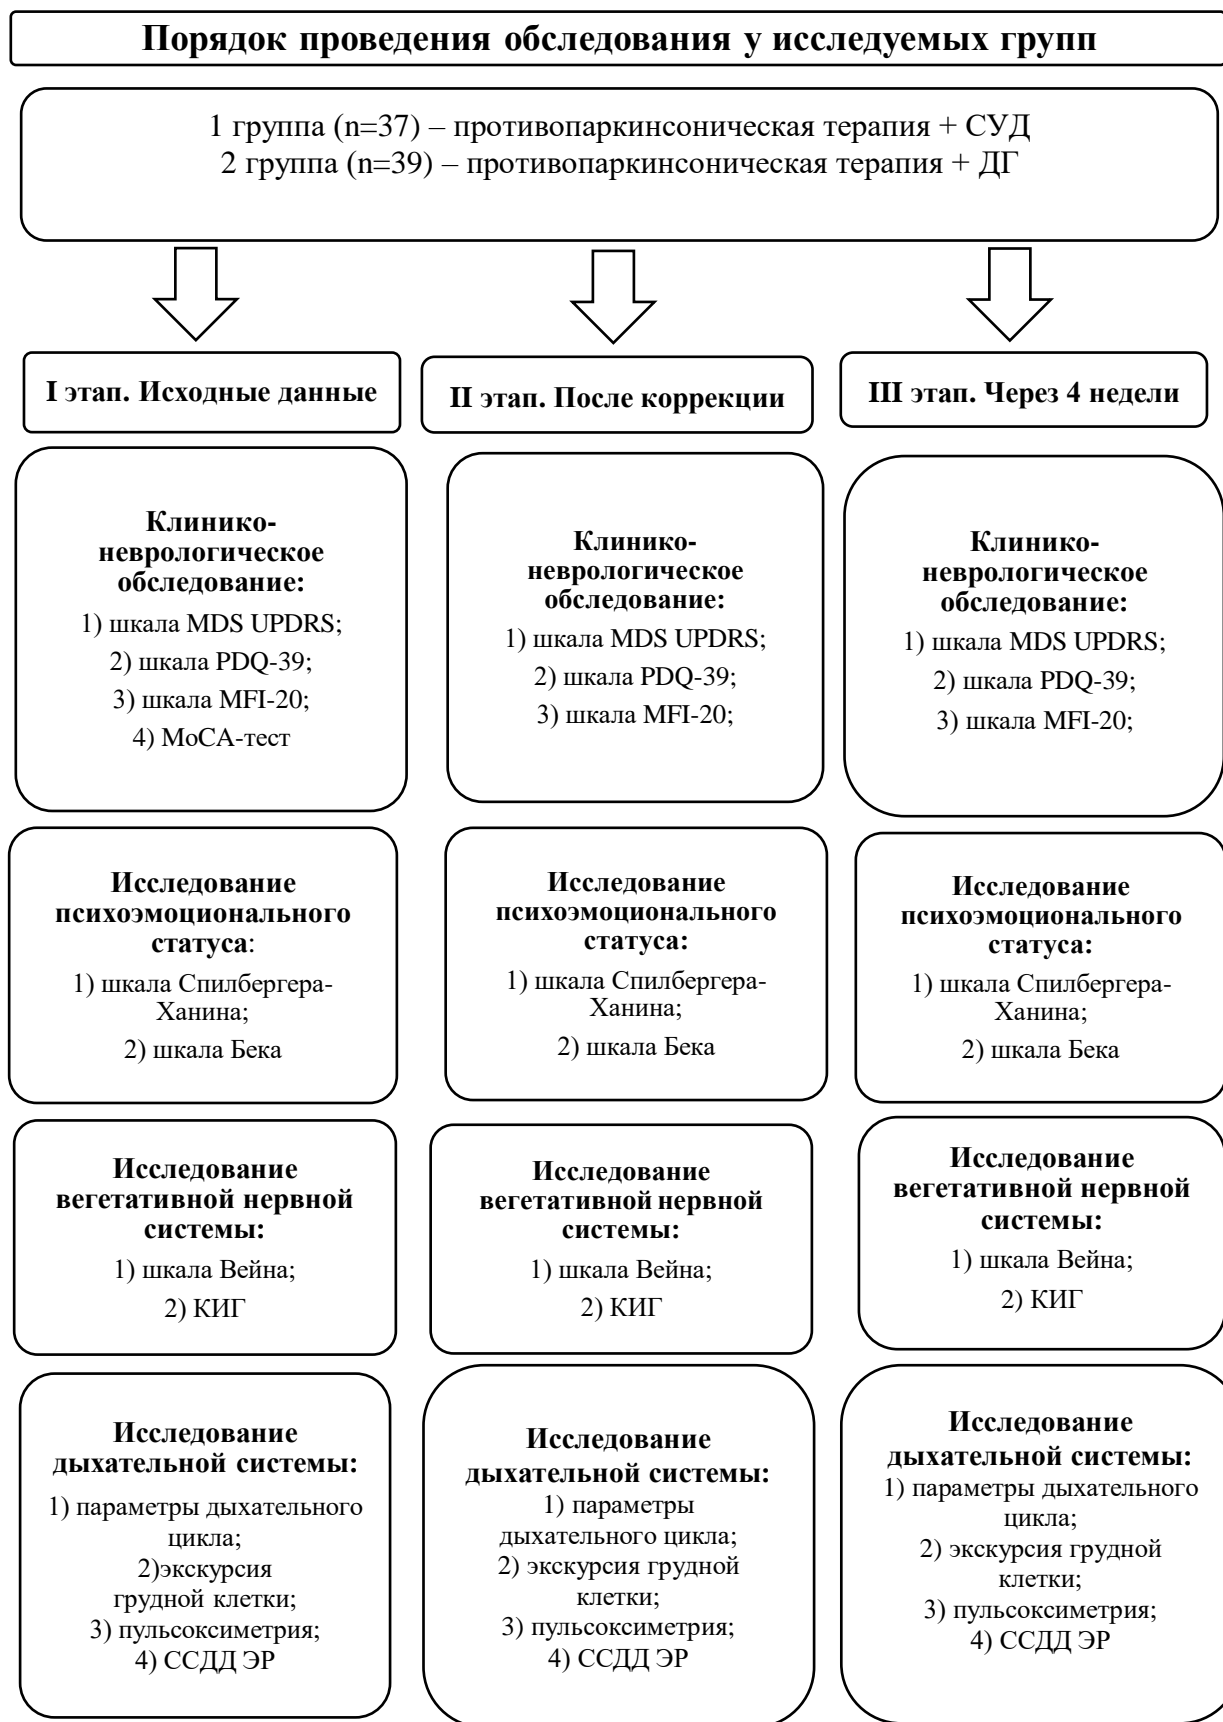 Порядок проведения обследования у исследуемых групп
1 группа (n=37) – противопаркинсоническая терапия + СУД
2 группа (n=39) – противопаркинсоническая терапия + ДГ
I этап. Исходные данные
II этап. После коррекции
III этап. Через 4 недели
Клинико-
неврологическое
обследование:
1) шкала MDS UPDRS;
2) шкала PDQ-39;
3) шкала MFI-20;
4) МоСА-тест
Клинико-
неврологическое
обследование:
1) шкала MDS UPDRS;
2) шкала PDQ-39;
3) шкала MFI-20;
Клинико-
неврологическое
обследование:
1) шкала MDS UPDRS;
2) шкала PDQ-39;
3) шкала MFI-20;
Исследование
психоэмоционального
статуса:
1) шкала Спилбергера-
Ханина;
2) шкала Бека
Исследование
психоэмоционального
статуса:
1) шкала Спилбергера-
Ханина;
2) шкала Бека
Исследование
психоэмоционального
статуса:
1) шкала Спилбергера-
Ханина;
2) шкала Бека
Исследование
вегетативной нервной
системы:
1) шкала Вейна;
2) КИГ
Исследование
вегетативной нервной
системы:
1) шкала Вейна;
2) КИГ
Исследование
вегетативной нервной
системы:
1) шкала Вейна;
2) КИГ
Исследование
дыхательной системы:
1) параметры дыхательного
цикла;
2)экскурсия
грудной клетки;
3) пульсоксиметрия;
4) ССДД ЭР
Исследование
дыхательной системы:
1) параметры
дыхательного цикла;
2) экскурсия грудной
клетки;
3) пульсоксиметрия;
4) ССДД ЭР
Исследование
дыхательной системы:
1) параметры дыхательного
цикла;
2) экскурсия грудной
клетки;
3) пульсоксиметрия;
4) ССДД ЭР